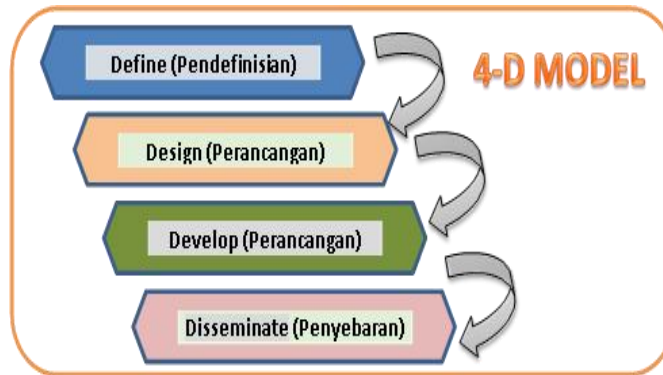 Define (Pendefinisian)
4-D MODEL
Design (Perancangan)
Develop (Perancangan)
Disseminate (Penyebaran)